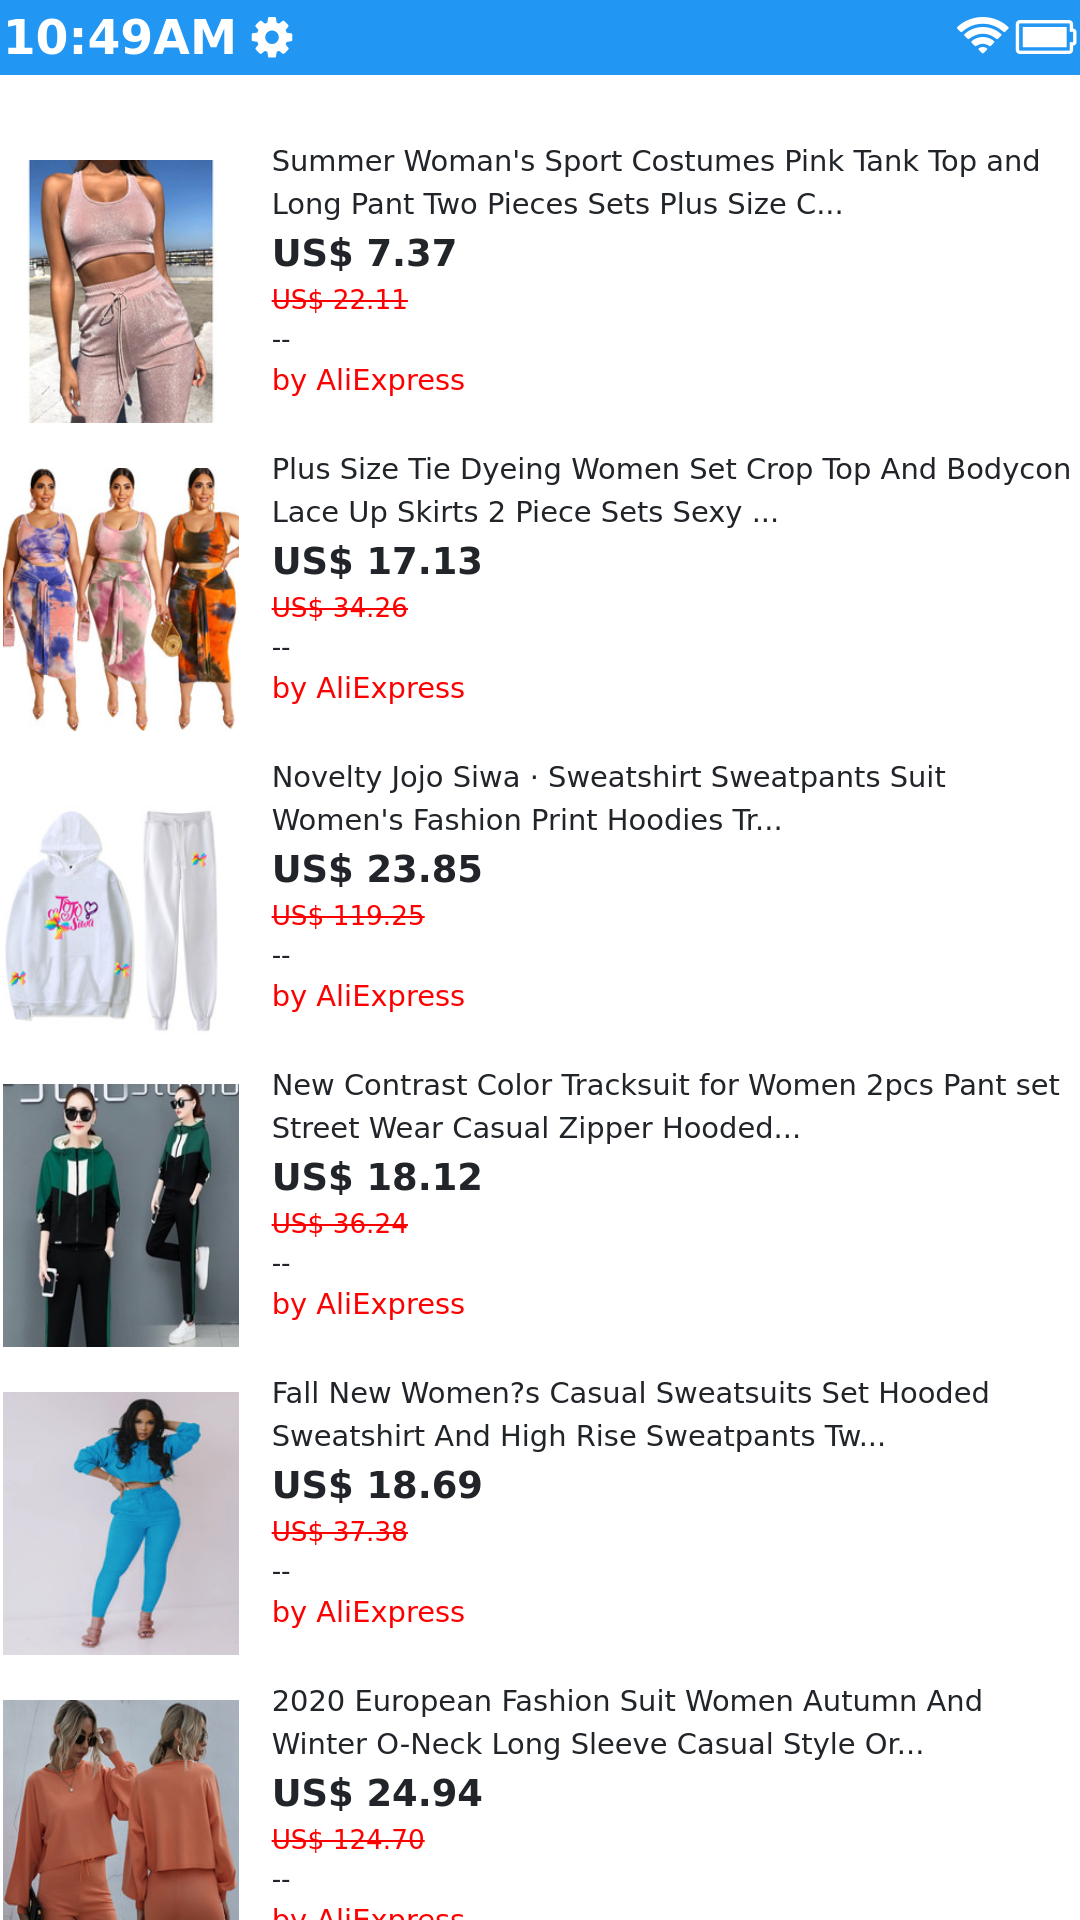 10:49AM
Summer Woman's Sport Costumes Pink Tank Top and
Long Pant Two Pieces Sets Plus Size C...
US$ 7.37
US$ 22.11
--
by AliExpress
Plus Size Tie Dyeing Women Set Crop Top And Bodycon
Lace Up Skirts 2 Piece Sets Sexy ...
US$ 17.13
US$ 34.26
--
by AliExpress
Novelty Jojo Siwa · Sweatshirt Sweatpants Suit
Women's Fashion Print Hoodies Tr...
US$ 23.85
US$ 119.25
--
by AliExpress
JoJo
Siwa
New Contrast Color Tracksuit for Women 2pcs Pant set
Street Wear Casual Zipper Hooded...
US$ 18.12
US$ 36.24
--
by AliExpress
Fall New Women?s Casual Sweatsuits Set Hooded
Sweatshirt And High Rise Sweatpants Tw...
US$ 18.69
US$ 37.38
--
by AliExpress
2020 European Fashion Suit Women Autumn And
Winter O-Neck Long Sleeve Casual Style Or...
US$ 24.94
US$ 124.70
--
by AliExpress